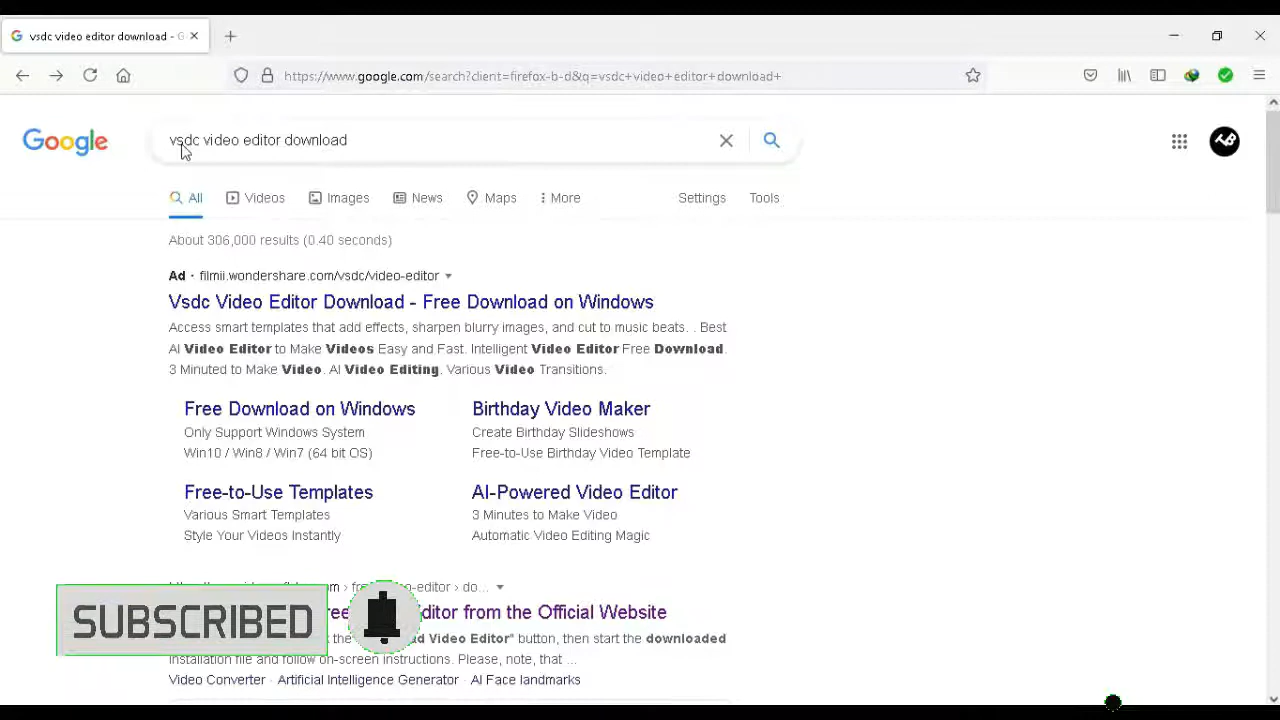 vsdc video editor download - G
https://www.google.com/search?client=firefox-b-d&q=vsdc+video+editor+download+
Google
vsdc video editor download
All
Videos
Images
News
Maps
More
Settings
Tools
About 306,000 results (0.40 seconds)
Ad · filmii.wondershare.com/vsdc/video-editor
Vsdc Video Editor Download - Free Download on Windows
Access smart templates that add effects, sharpen blurry images, and cut to music beats. . Best
AI Video Editor to Make Videos Easy and Fast. Intelligent Video Editor Free Download.
3 Minuted to Make Video. AI Video Editing. Various Video Transitions.
Free Download on Windows
Only Support Windows System
Win10 / Win8 / Win7 (64 bit OS)
Birthday Video Maker
Create Birthday Slideshows
Free-to-Use Birthday Video Template
Free-to-Use Templates
Various Smart Templates
Style Your Videos Instantly
AI-Powered Video Editor
3 Minutes to Make Video
Automatic Video Editing Magic
do...
from the Official Website
Video Editor" button, then start the downloaded
installation file and follow on-screen instructions. Please, note, that ...
Video Converter · Artificial Intelligence Generator · AI Face landmarks
SUBSCRIBED